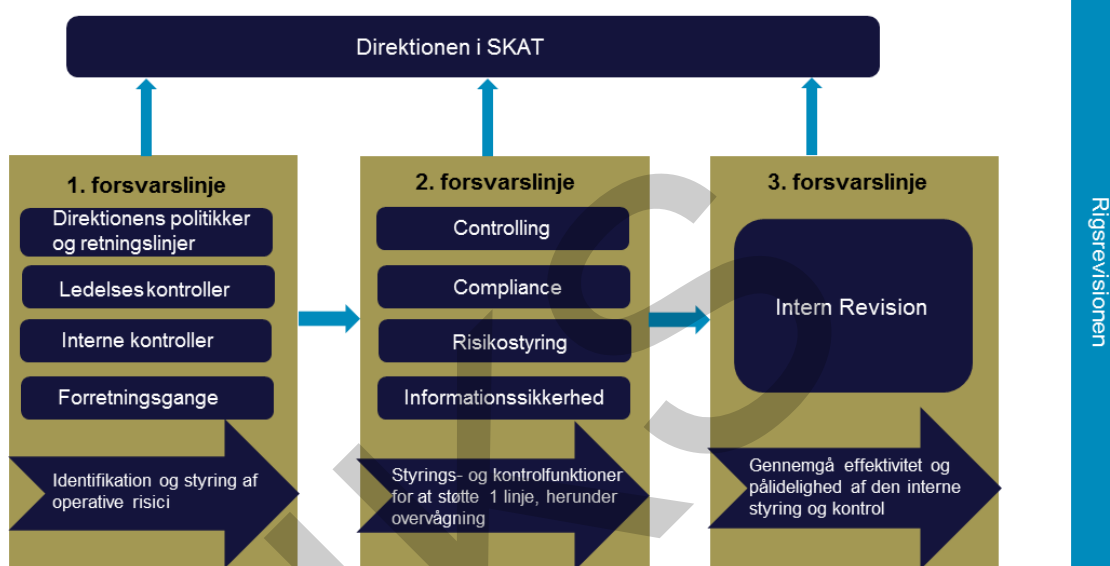 Direktionen i SKAT
1. forsvarslinje
Direktionens politikker
og retningslinjer
Ledelseskontroller
Interne kontroller
Forretningsgange
Identifikation og styring af
operative risici
2. forsvarslinje
Controlling
Compliance
Risikostyring
Informationssikkerhed
Styrings- og kontrolfunktioner
for at støtte 1 linje, herunder
overvågning
3. forsvarslinje
Intern Revision
Gennemgå effektivitet og
pålidelighed af den interne
styring og kontrol
Rigsrevisionen